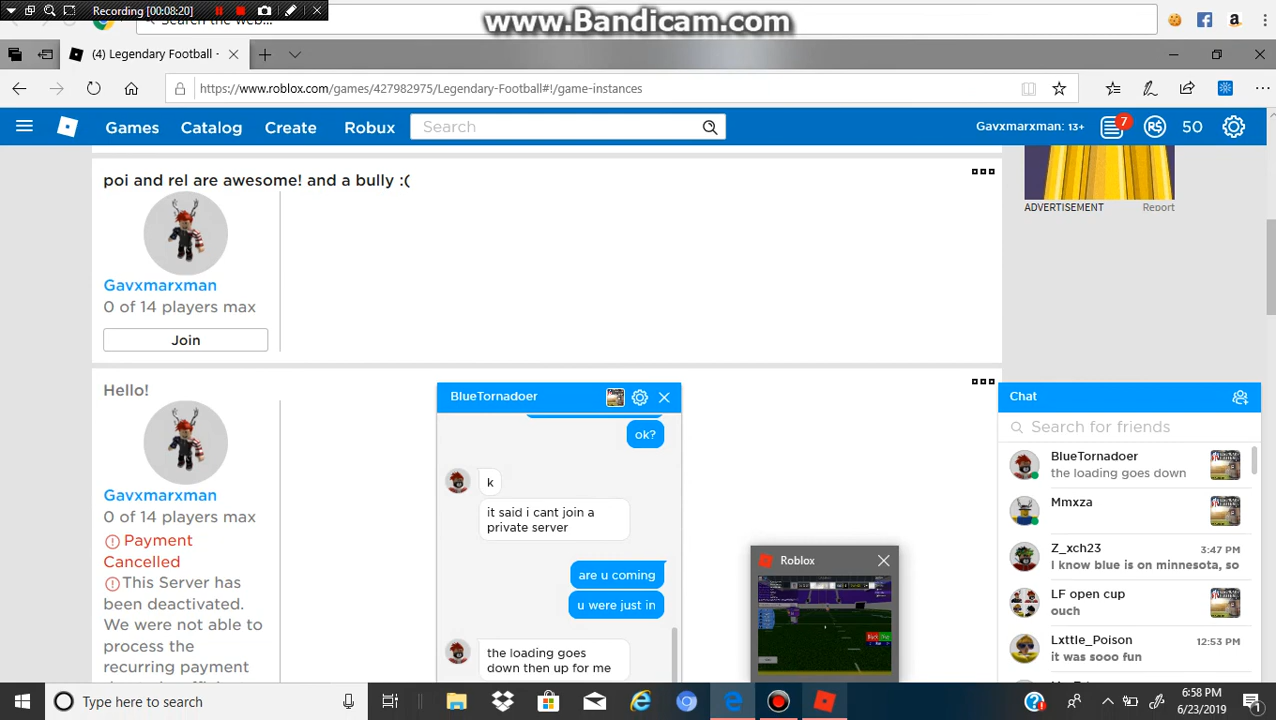 Recording [00:08:20]
www.Bandicam.com
Search the web...
(4) Legendary Football -
https://www.roblox.com/games/427982975/Legendary-Football#!/game-instances
Games
Catalog
Create
Robux
Search
Gavxmarxman: 13+
7
50
poi and rel are awesome! and a bully :(
ADVERTISEMENT
Report
Gavxmarxman
0 of 14 players max
Join
Hello!
Gavxmarxman
0 of 14 players max
Payment
Cancelled
This Server has
been deactivated.
We were not able to
process the
recurring payment
BlueTornadoer
ok?
k
it said i cant join a
private server
are u coming
u were just in
the loading goes
down then up for me
Roblox
Chat
Search for friends
BlueTornadoer
the loading goes down
Mmxza
Z_xch23
3:47 PM
I know blue is on minnesota, so
LF open cup
ouch
Lxttle_Poison
12:53 PM
it was sooo fun
Type here to search
6:58 PM
6/23/2019
1